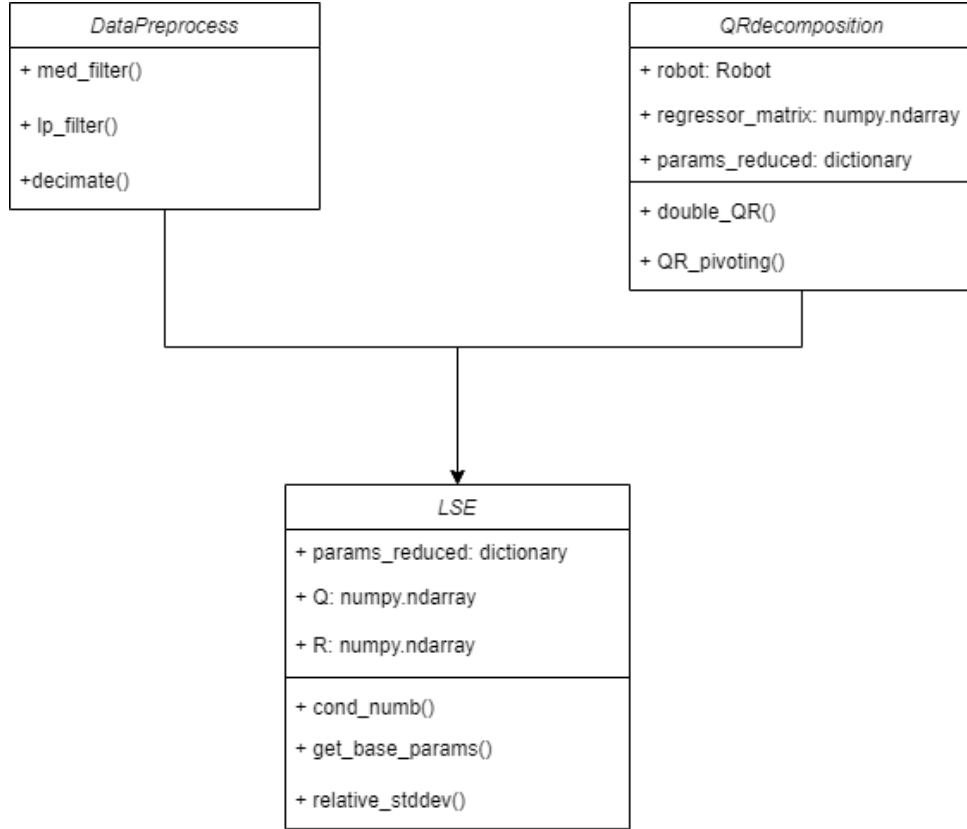 DataPreprocess
+ med_filter()
+ lp_filter()
+decimate()
QRdecomposition
+ robot: Robot
+ regressor_matrix: numpy.ndarray
+ params_reduced: dictionary
+ double_QR()
+ QR_pivoting()
LSE
+ params_reduced: dictionary
+ Q: numpy.ndarray
+ R: numpy.ndarray
+ cond_numb()
+ get_base_params()
+ relative_stddev()